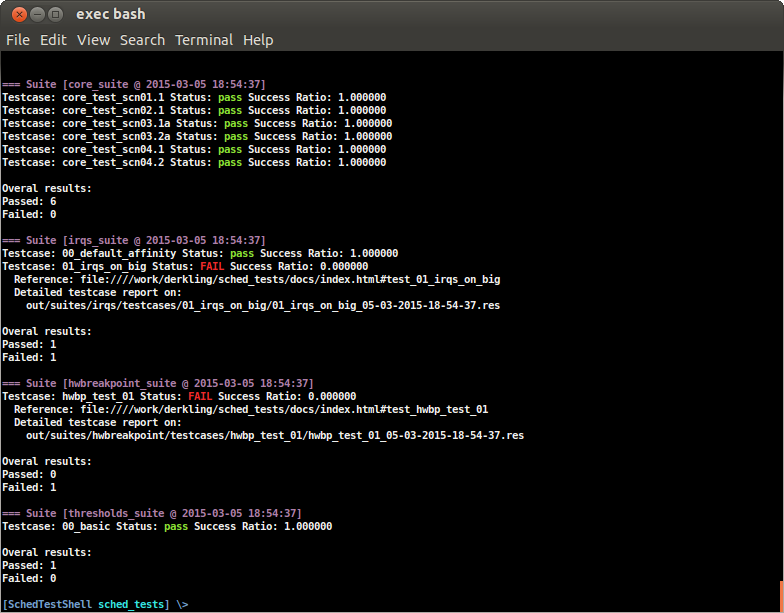 exec bash
File Edit View Search Terminal Help
=== Suite [core_suite @ 2015-03-05 18:54:37]
Testcase: core_test_scn01.1 Status: pass Success Ratio: 1.000000
Testcase: core_test_scn02.1 Status: pass Success Ratio: 1.000000
Testcase: core_test_scn03.1a Status: pass Success Ratio: 1.000000
Testcase: core_test_scn03.2a Status: pass Success Ratio: 1.000000
Testcase: core_test_scn04.1 Status: pass Success Ratio: 1.000000
Testcase: core_test_scn04.2 Status: pass Success Ratio: 1.000000
Overal results:
Passed: 6
Failed: 0
=== Suite [irqs_suite @ 2015-03-05 18:54:37]
Testcase: 00_default_affinity Status: pass Success Ratio: 1.000000
Testcase: 01_irqs_on_big Status: FAIL Success Ratio: 0.000000
Reference: file:////work/derkling/sched_tests/docs/index.html#test_01_irqs_on_big
Detailed testcase report on:
out/suites/irqs/testcases/01_irqs_on_big/01_irqs_on_big_05-03-2015-18-54-37.res
Overal results:
Passed: 1
Failed: 1
=== Suite [hwbreakpoint_suite @ 2015-03-05 18:54:37]
Testcase: hwbp_test_01 Status: FAIL Success Ratio: 0.000000
Reference: file:////work/derkling/sched_tests/docs/index.html#test_hwbp_test_01
Detailed testcase report on:
out/suites/hwbreakpoint/testcases/hwbp_test_01/hwbp_test_01_05-03-2015-18-54-37.res
Overal results:
Passed: 0
Failed: 1
=== Suite [thresholds_suite @ 2015-03-05 18:54:37]
Testcase: 00_basic Status: pass Success Ratio: 1.000000
Overal results:
Passed: 1
Failed: 0
[SchedTestShell sched_tests] \>